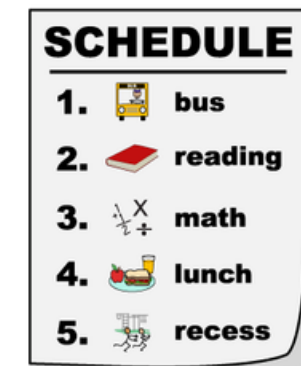 SCHEDULE
1. bus
2. reading
3. math
4. lunch
5. recess